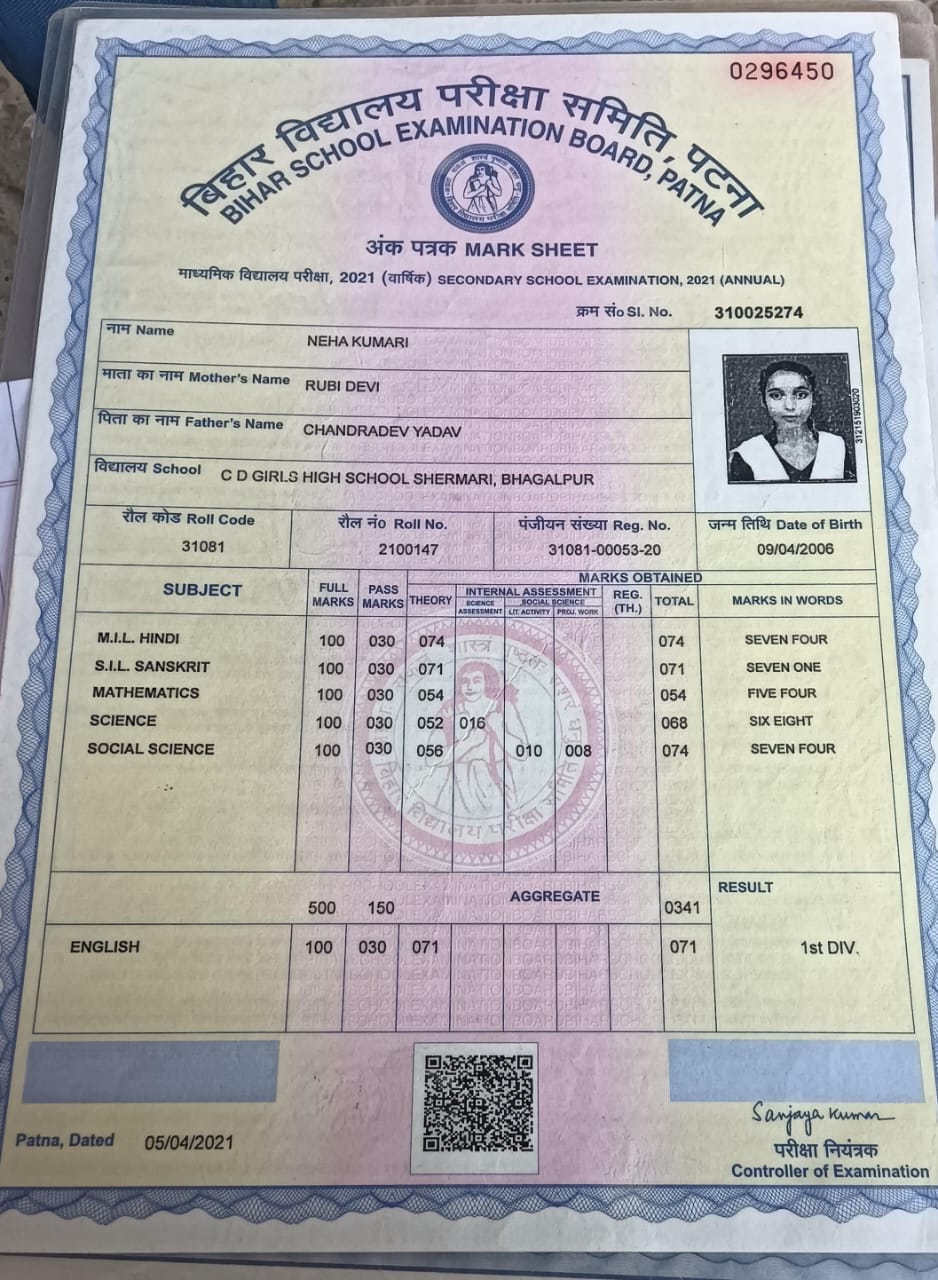 0296450
बिहार विद्यालय परीक्षा समिति, पटना
BIHAR SCHOOL EXAMINATION BOARD, PATNA
अंक पत्रक MARK SHEET
माध्यमिक विद्यालय परीक्षा, 2021 (वार्षिक) SECONDARY SCHOOL EXAMINATION, 2021 (ANNUAL)
क्रम सं० Sl. No. 310025274
नाम Name NEHA KUMARI
माता का नाम Mother's Name RUBI DEVI
पिता का नाम Father's Name CHANDRADEV YADAV
312151903020
विद्यालय School C D GIRLS HIGH SCHOOL SHERMARI, BHAGALPUR
रौल कोड Roll Code रौल नं० Roll No. पंजीयन संख्या Reg. No. जन्म तिथि Date of Birth
31081 2100147 31081-00053-20 09/04/2006
MARKS OBTAINED
SUBJECT FULL MARKS PASS MARKS THEORY INTERNAL ASSESSMENT REG. (TH.) TOTAL MARKS IN WORDS
SCIENCE ASSESSMENT SOCIAL SCIENCE LIT. ACTIVITY PROJ. WORK
M.I.L. HINDI 100 030 074 074 SEVEN FOUR
S.I.L. SANSKRIT 100 030 071 071 SEVEN ONE
MATHEMATICS 100 030 054 054 FIVE FOUR
SCIENCE 100 030 052 016 068 SIX EIGHT
SOCIAL SCIENCE 100 030 056 010 008 074 SEVEN FOUR
500 150 AGGREGATE 0341 RESULT
ENGLISH 100 030 071 071 1st DIV.
Patna, Dated 05/04/2021
Sanjaya Kumar
परीक्षा नियंत्रक
Controller of Examination